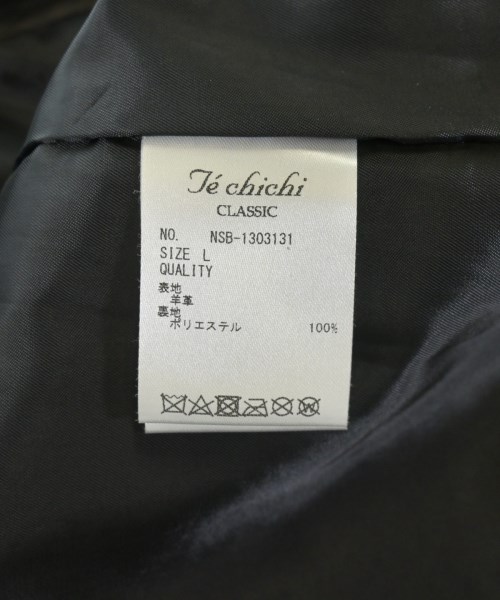 Té chichi
CLASSIC
NO. NSB-1303131
SIZE L
QUALITY
表地
羊革
裏地
ポリエステル 100%